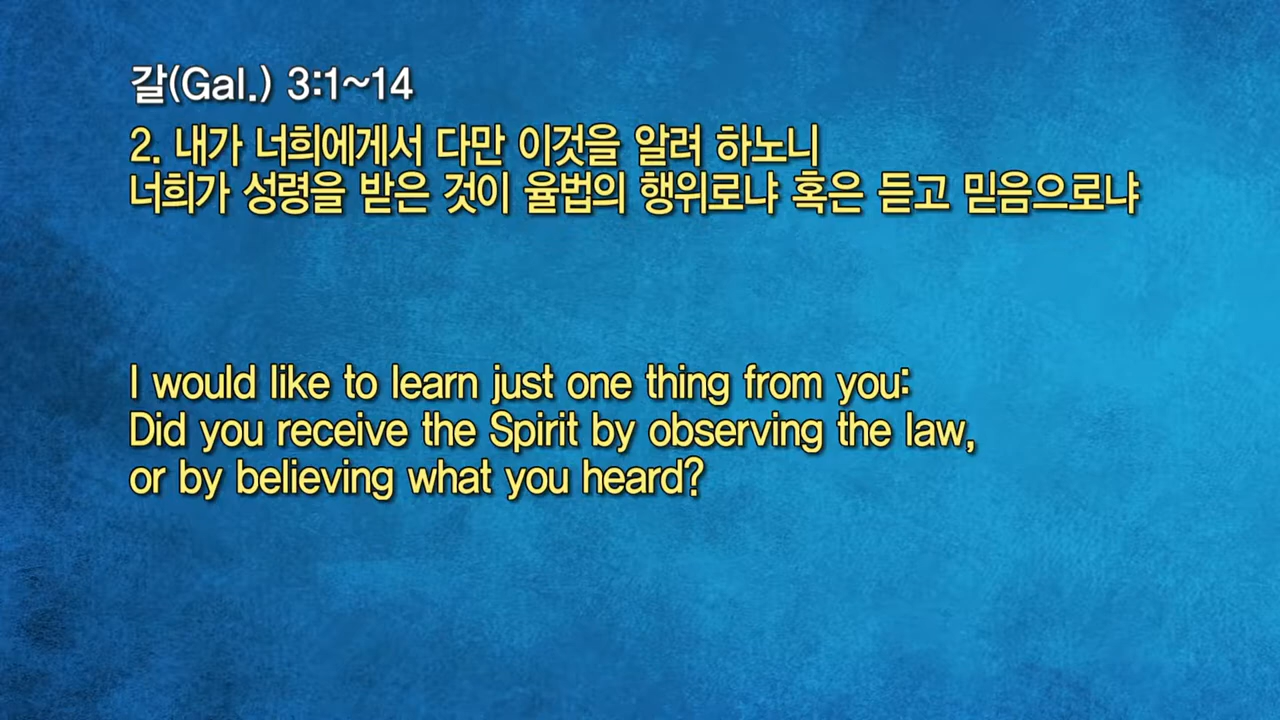 갈(Gal.) 3:1~14
2. 내가 너희에게서 다만 이것을 알려 하노니
너희가 성령을 받은 것이 율법의 행위로냐 혹은 듣고 믿음으로냐
I would like to learn just one thing from you:
Did you receive the Spirit by observing the law,
or by believing what you heard?